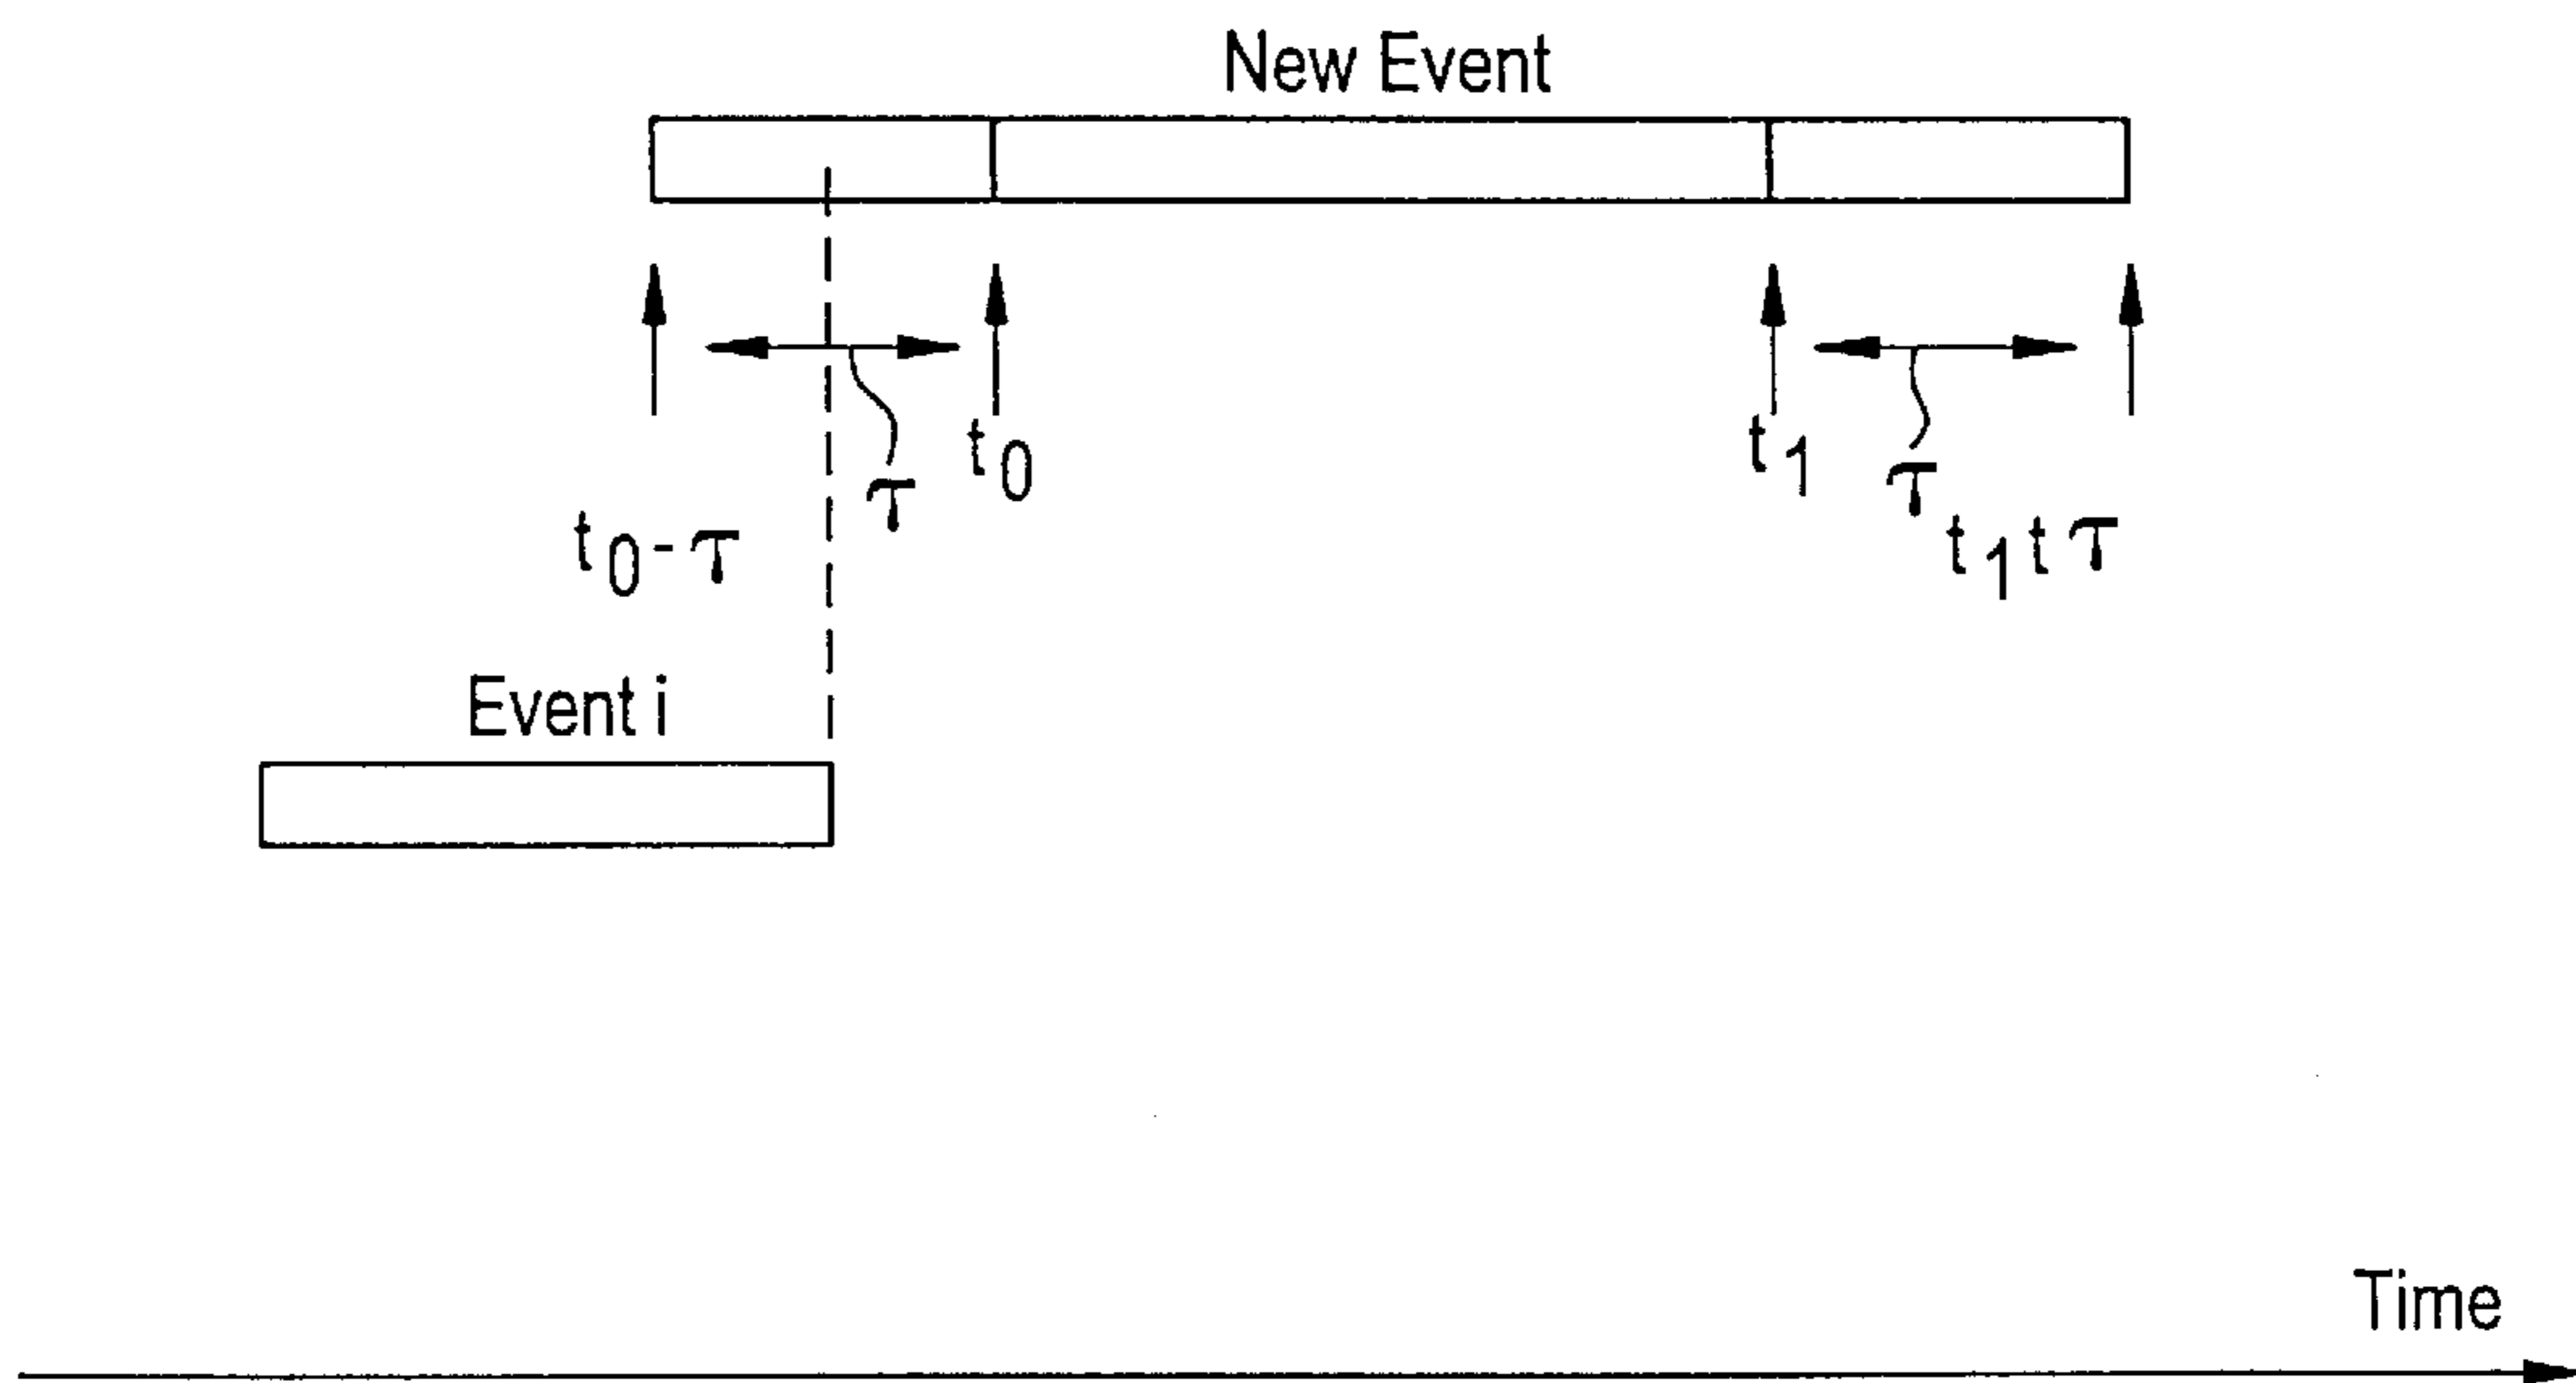 New Event
t0
t1
τ
τ
t0-τ
t1tτ
Event i
Time